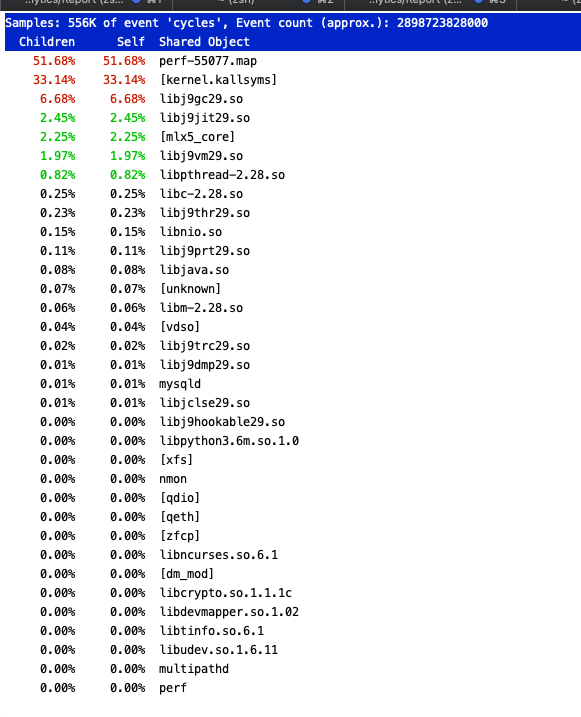 Samples: 556K of event 'cycles', Event count (approx.): 2898723828000
Children Self Shared Object
51.68% 51.68% perf-55077.map
33.14% 33.14% [kernel.kallsyms]
6.68% 6.68% libj9gc29.so
2.45% 2.45% libj9jit29.so
2.25% 2.25% [mlx5_core]
1.97% 1.97% libj9vm29.so
0.82% 0.82% libpthread-2.28.so
0.25% 0.25% libc-2.28.so
0.23% 0.23% libj9thr29.so
0.15% 0.15% libnio.so
0.11% 0.11% libj9prt29.so
0.08% 0.08% libjava.so
0.07% 0.07% [unknown]
0.06% 0.06% libm-2.28.so
0.04% 0.04% [vdso]
0.02% 0.02% libj9trc29.so
0.01% 0.01% libj9dmp29.so
0.01% 0.01% mysqld
0.01% 0.01% libjclse29.so
0.00% 0.00% libj9hookable29.so
0.00% 0.00% libpython3.6m.so.1.0
0.00% 0.00% [xfs]
0.00% 0.00% nmon
0.00% 0.00% [qdio]
0.00% 0.00% [qeth]
0.00% 0.00% [zfcp]
0.00% 0.00% libncurses.so.6.1
0.00% 0.00% [dm_mod]
0.00% 0.00% libcrypto.so.1.1.1c
0.00% 0.00% libdevmapper.so.1.02
0.00% 0.00% libtinfo.so.6.1
0.00% 0.00% libudev.so.1.6.11
0.00% 0.00% multipathd
0.00% 0.00% perf